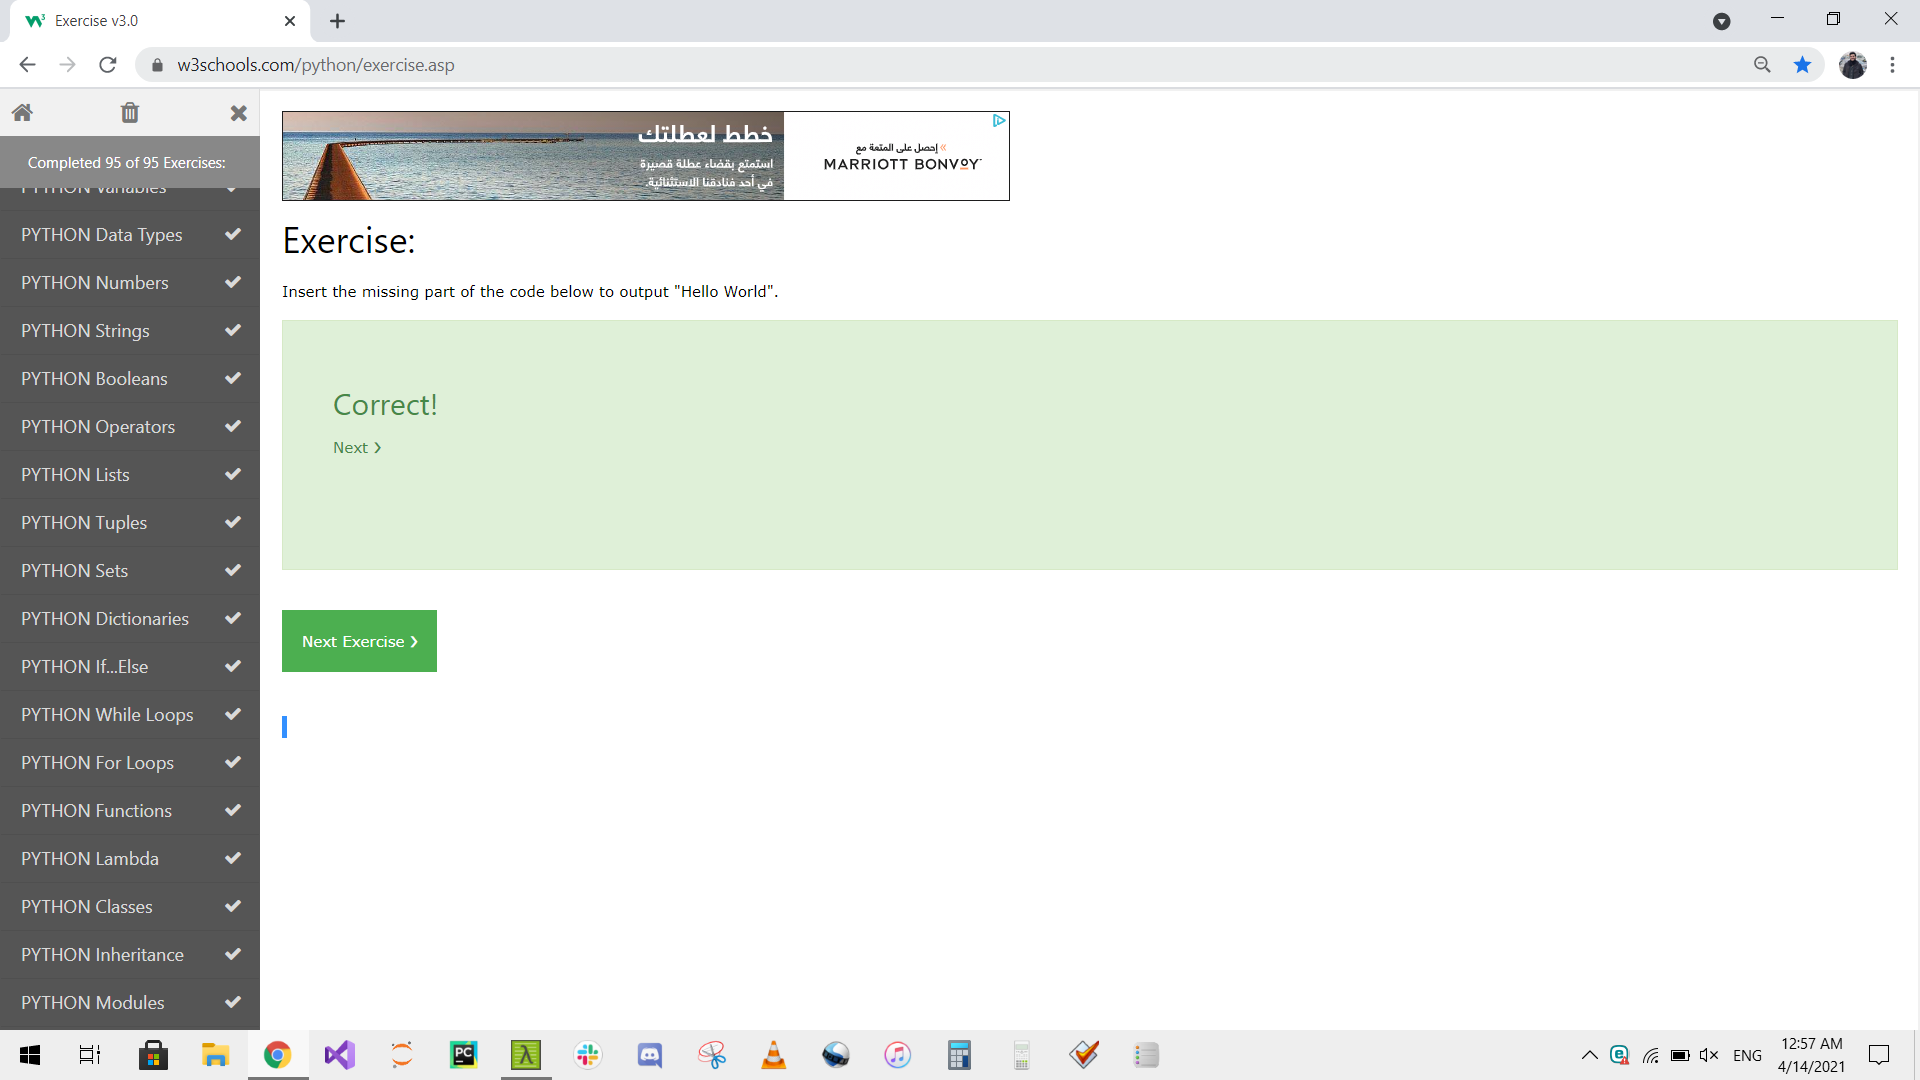 Exercise v3.0
w3schools.com/python/exercise.asp
Completed 95 of 95 Exercises:
PYTHON Variables
PYTHON Data Types
PYTHON Numbers
PYTHON Strings
PYTHON Booleans
PYTHON Operators
PYTHON Lists
PYTHON Tuples
PYTHON Sets
PYTHON Dictionaries
PYTHON If...Else
PYTHON While Loops
PYTHON For Loops
PYTHON Functions
PYTHON Lambda
PYTHON Classes
PYTHON Inheritance
PYTHON Modules
خطط لعطلتك
استمتع بقضاء عطلة قصيرة
في أحد فنادقنا الاستثنائية.
» إحصل على المتعة مع
MARRIOTT BONVOY
Exercise:
Insert the missing part of the code below to output "Hello World".
Correct!
Next ❯
Next Exercise ❯
PC
ENG
12:57 AM
4/14/2021